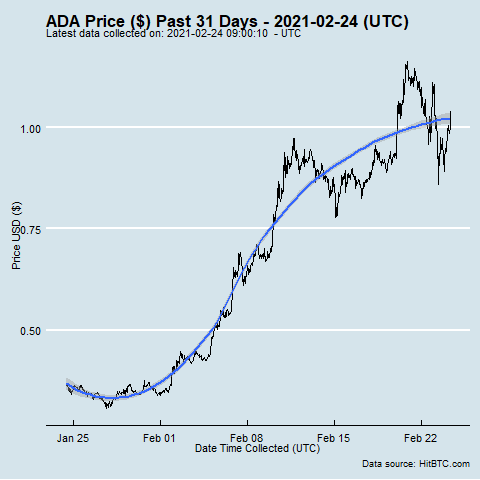 ADA Price ($) Past 31 Days - 2021-02-24 (UTC)
Latest data collected on: 2021-02-24 09:00:10 - UTC
1.00
0.75
0.50
Price USD ($)
Jan 25 Feb 01 Feb 08 Feb 15 Feb 22
Date Time Collected (UTC)
Data source: HitBTC.com